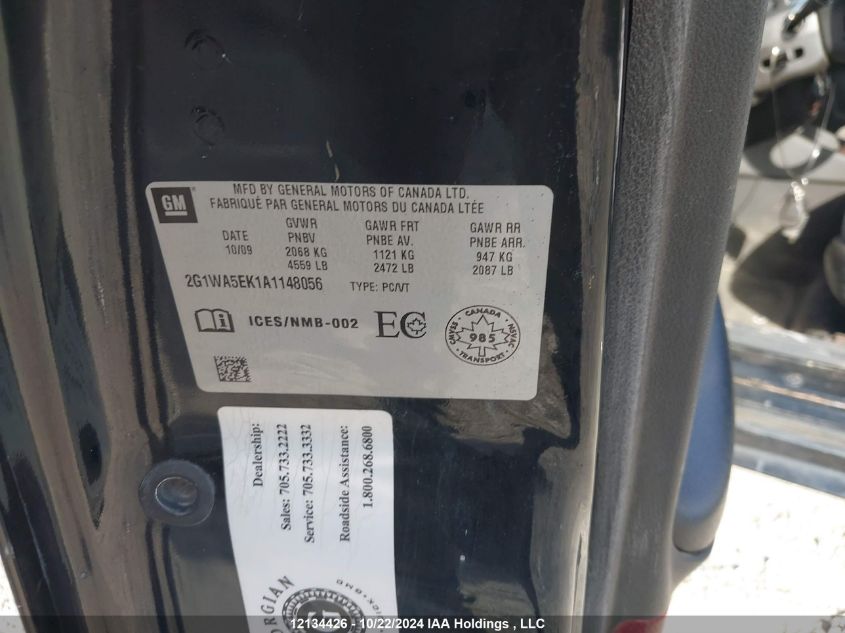 GM
MFD BY GENERAL MOTORS OF CANADA LTD.
FABRIQUÉ PAR GENERAL MOTORS DU CANADA LTÉE
DATE
10/09
GVWR
PNBV
2068 KG
4559 LB
GAWR FRT
PNBE AV.
1121 KG
2472 LB
GAWR RR
PNBE ARR.
947 KG
2087 LB
2G1WA5EK1A1148056 TYPE: PC/VT
ICES/NMB-002 EC
CANADA
CMVSS 985 NSVAC
TRANSPORT
Dealership:
Sales: 705.733.2222
Service: 705.733.3332
Roadside Assistance:
1.800.268.6800
12134426 - 10/22/2024 IAA Holdings , LLC